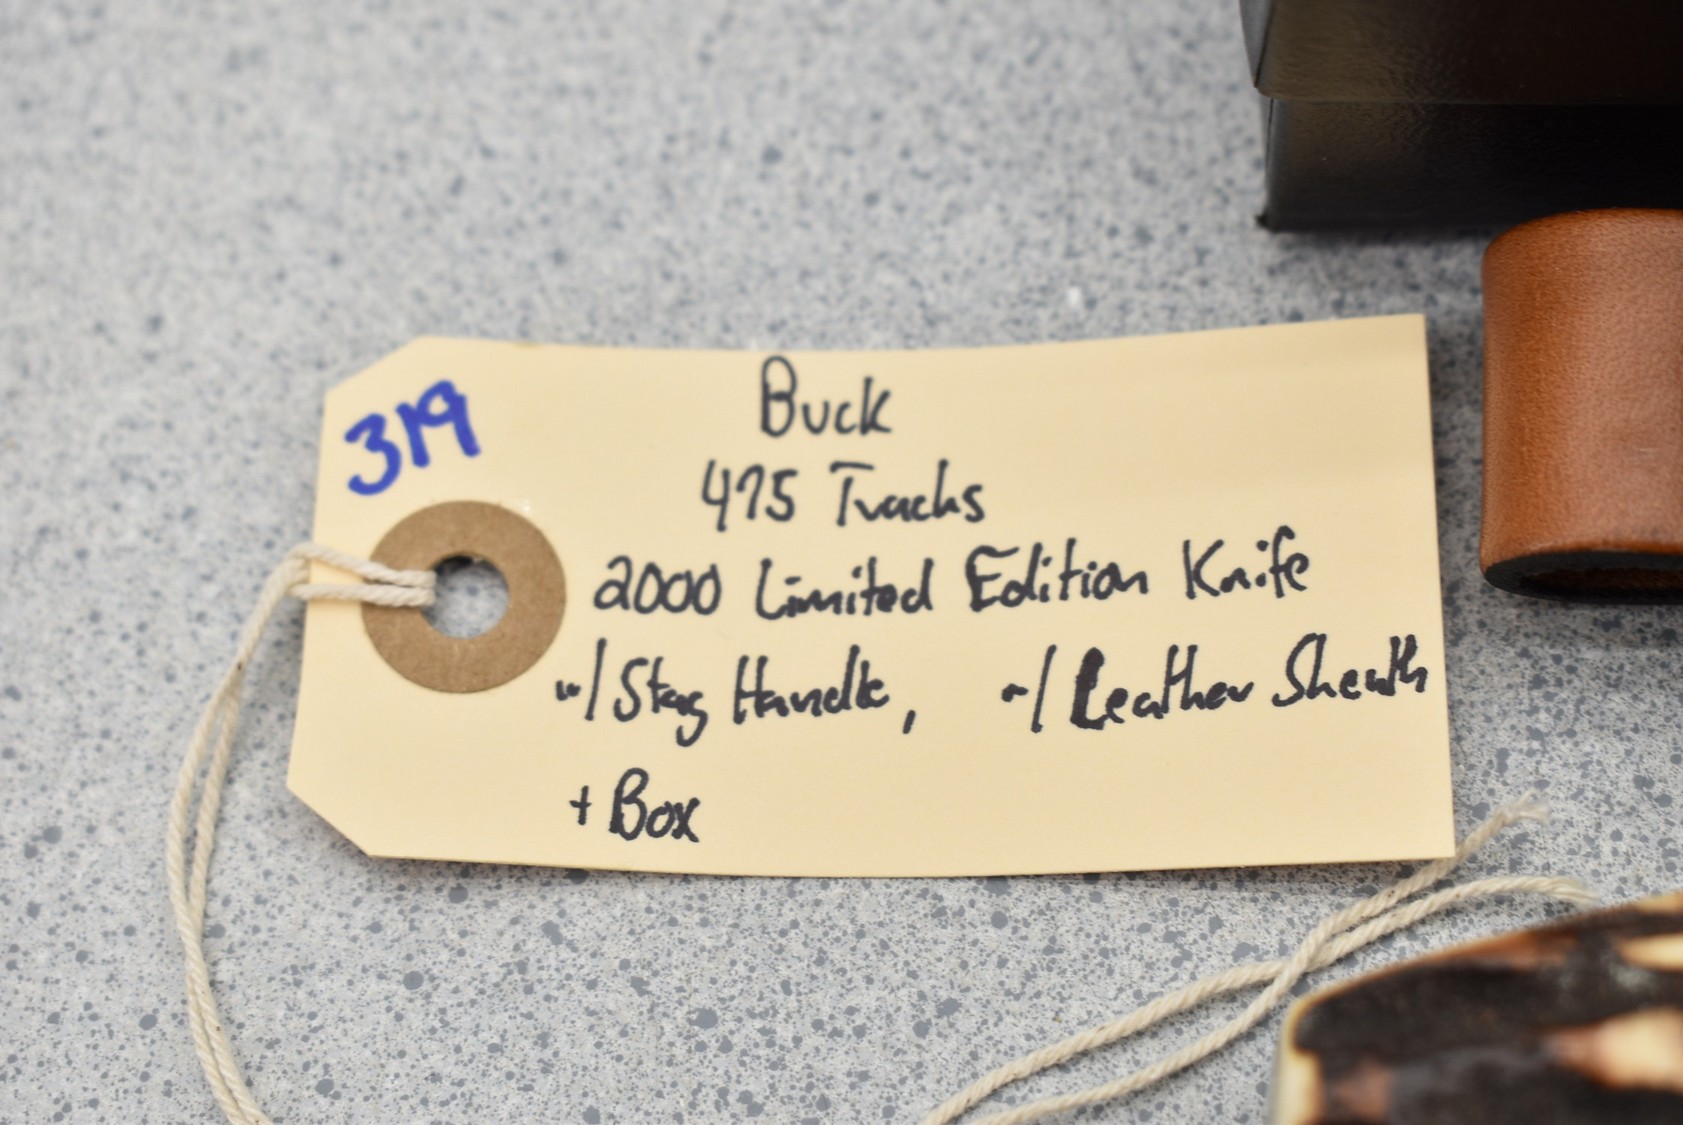 319
Buck
475 Tracks
2000 Limited Edition Knife
w/ Stag Handle, w/ Leather Sheath
+ Box